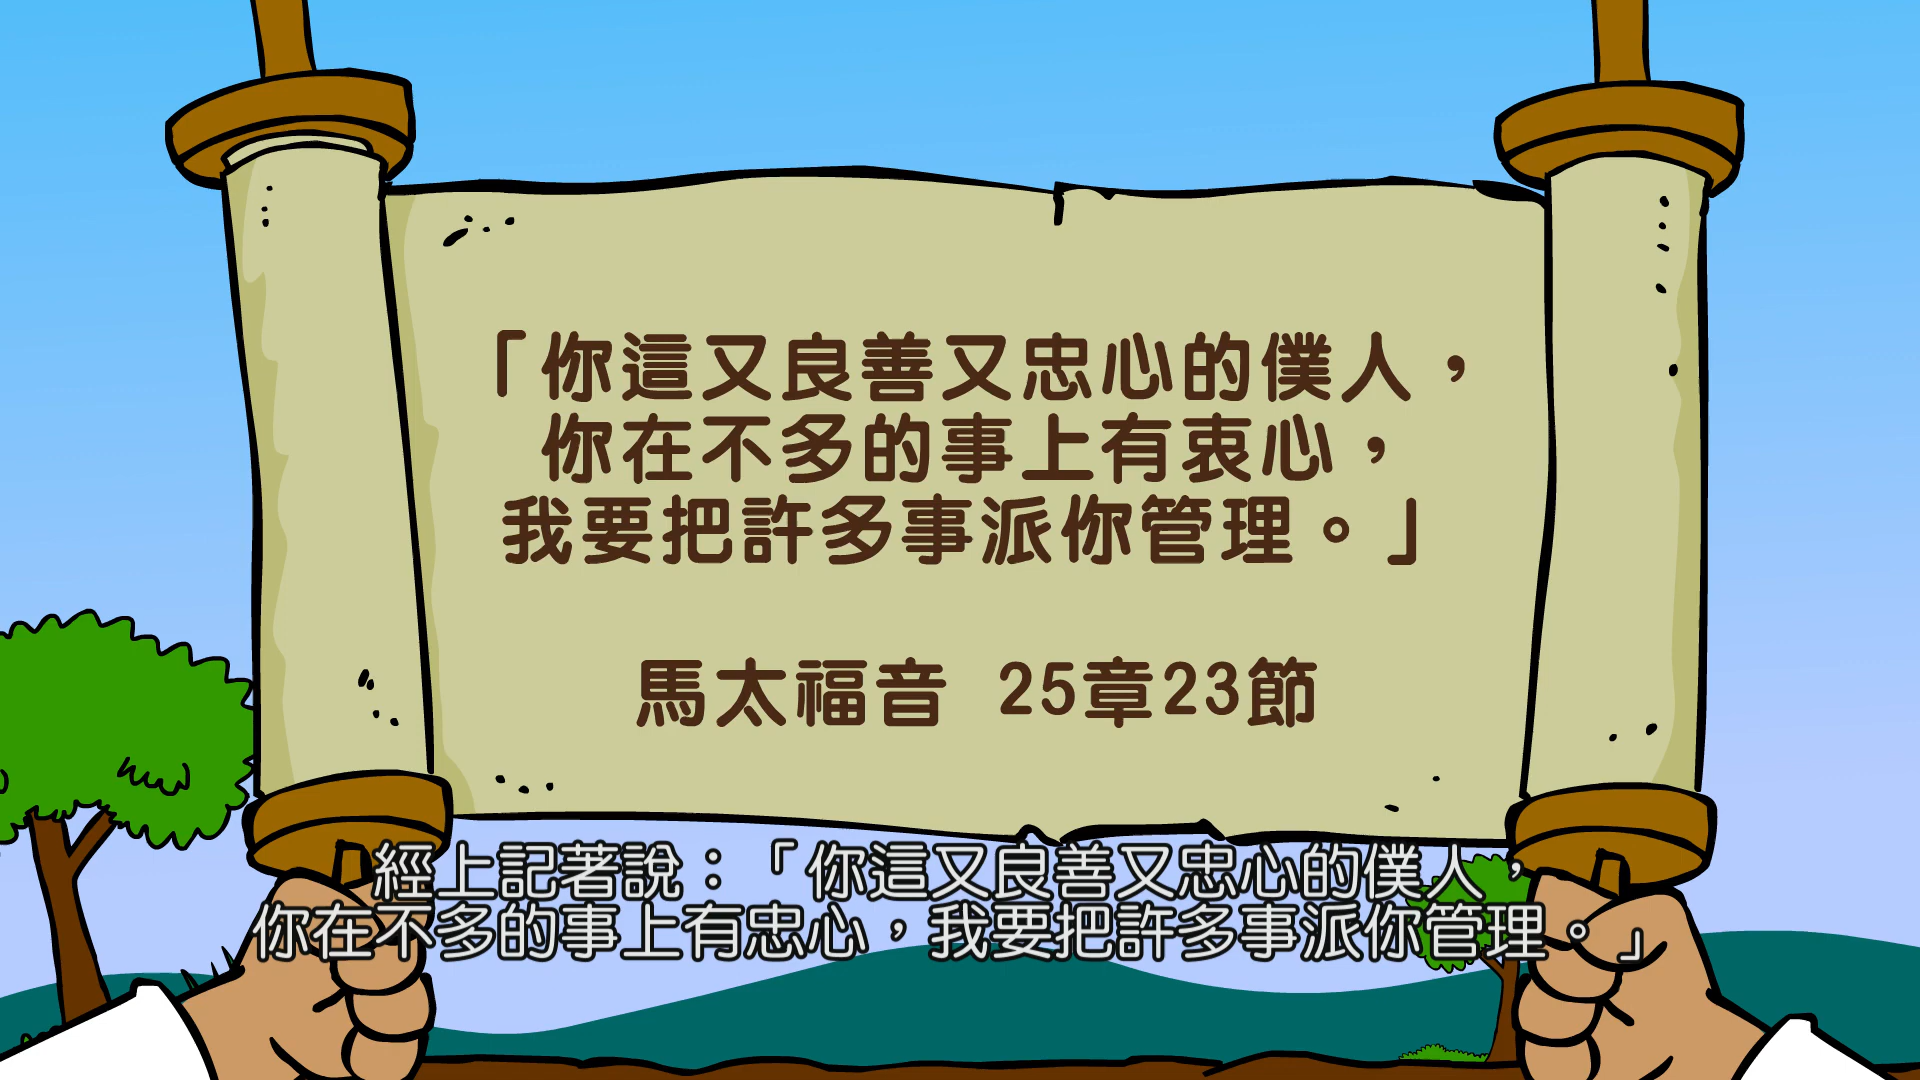 「你這又良善又忠心的僕人，
你在不多的事上有衷心，
我要把許多事派你管理。」
馬太福音 25章23節
經上記著說：「你這又良善又忠心的僕人，
你在不多的事上有忠心，我要把許多事派你管理。」